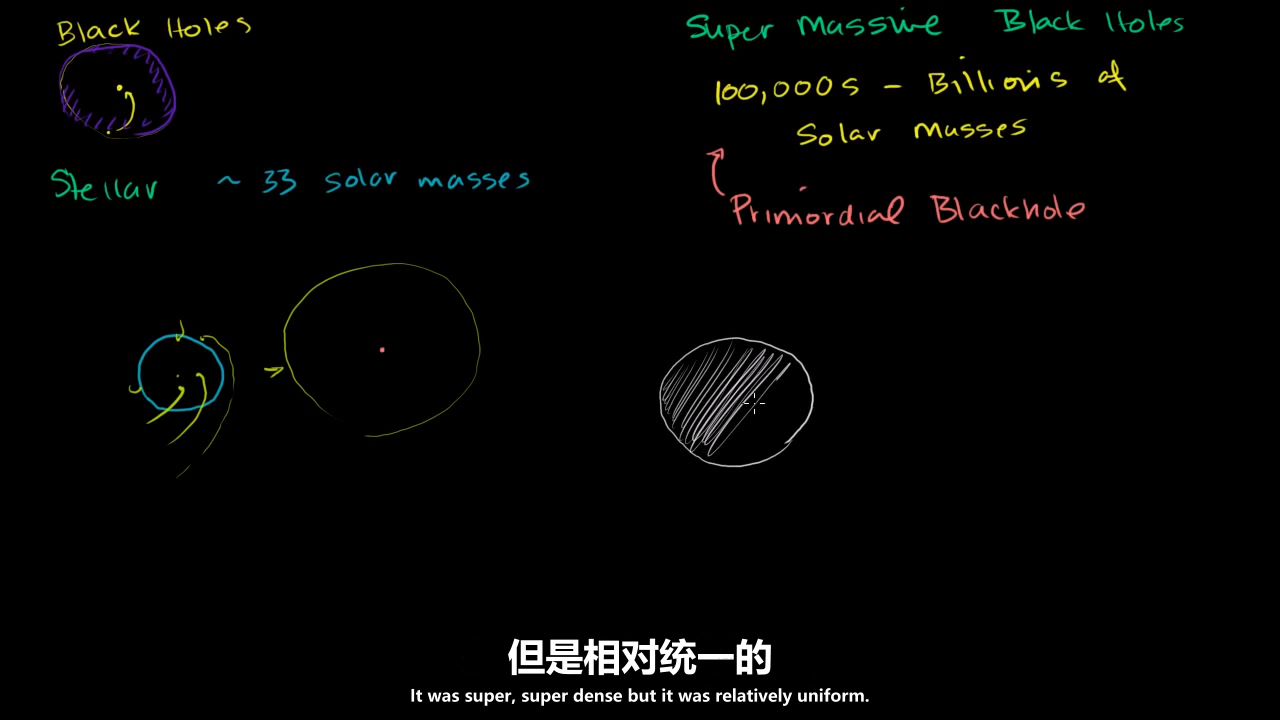 Black Holes
Stellar ~ 33 solar masses
Super Massive Black Holes
100,000s - Billions of
Solar Masses
Primordial Blackhole
但是相对统一的
It was super, super dense but it was relatively uniform.